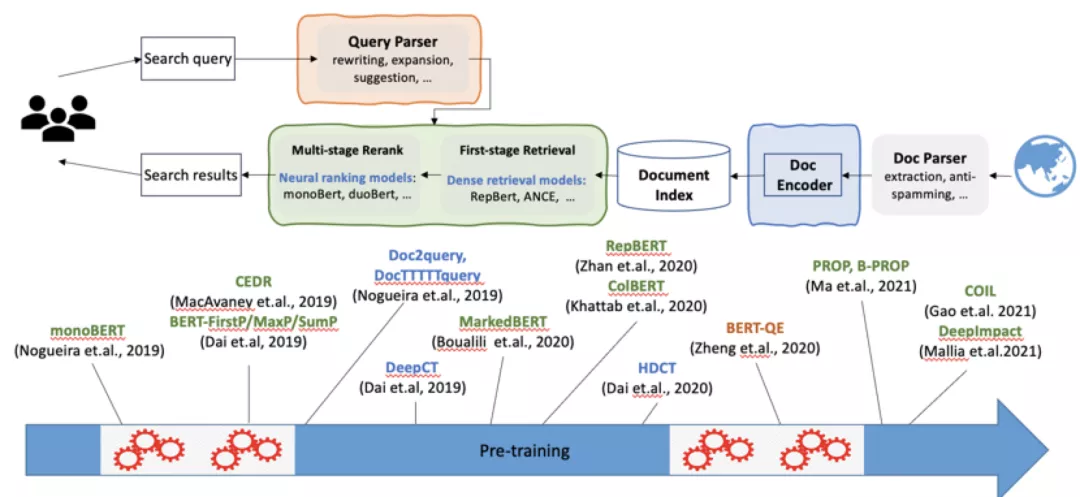 Search query
Query Parser
rewriting, expansion,
suggestion, ...
Search results
Multi-stage Rerank
Neural ranking models:
monoBert, duoBert, ...
First-stage Retrieval
Dense retrieval models:
RepBert, ANCE, ...
Document
Index
Doc
Encoder
Doc Parser
extraction, anti-
spamming, ...
monoBERT
(Nogueira et.al., 2019)
CEDR
(MacAvaney et.al., 2019)
BERT-FirstP/MaxP/SumP
(Dai et.al, 2019)
Doc2query,
DocTTTTTquery
(Nogueira et.al., 2019)
DeepCT
(Dai et.al, 2019)
MarkedBERT
(Boualili et.al., 2020)
RepBERT
(Zhan et.al., 2020)
ColBERT
(Khattab et.al., 2020)
HDCT
(Dai et.al., 2020)
BERT-QE
(Zheng et.al., 2020)
PROP, B-PROP
(Ma et.al., 2021)
COIL
(Gao et.al. 2021)
DeepImpact
(Mallia et.al.2021)
Pre-training